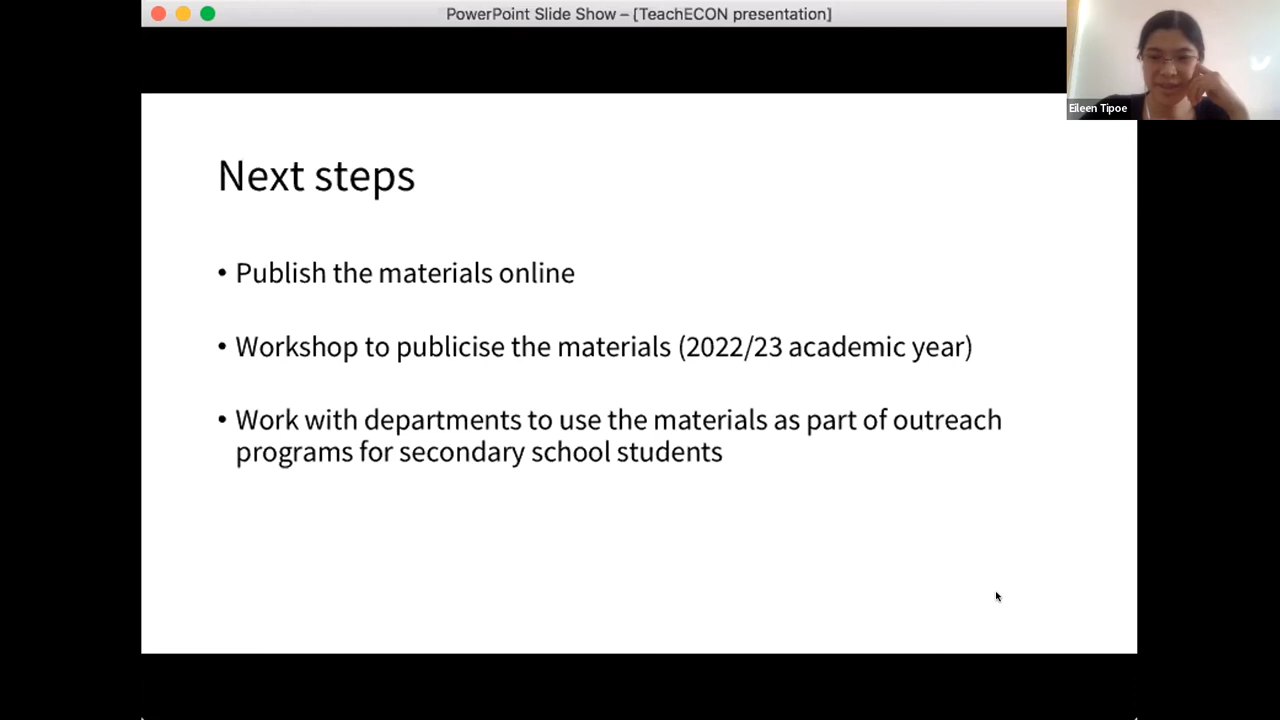 PowerPoint Slide Show – [TeachECON presentation]
Eileen Tipoe
Next steps
• Publish the materials online
• Workshop to publicise the materials (2022/23 academic year)
• Work with departments to use the materials as part of outreach
programs for secondary school students